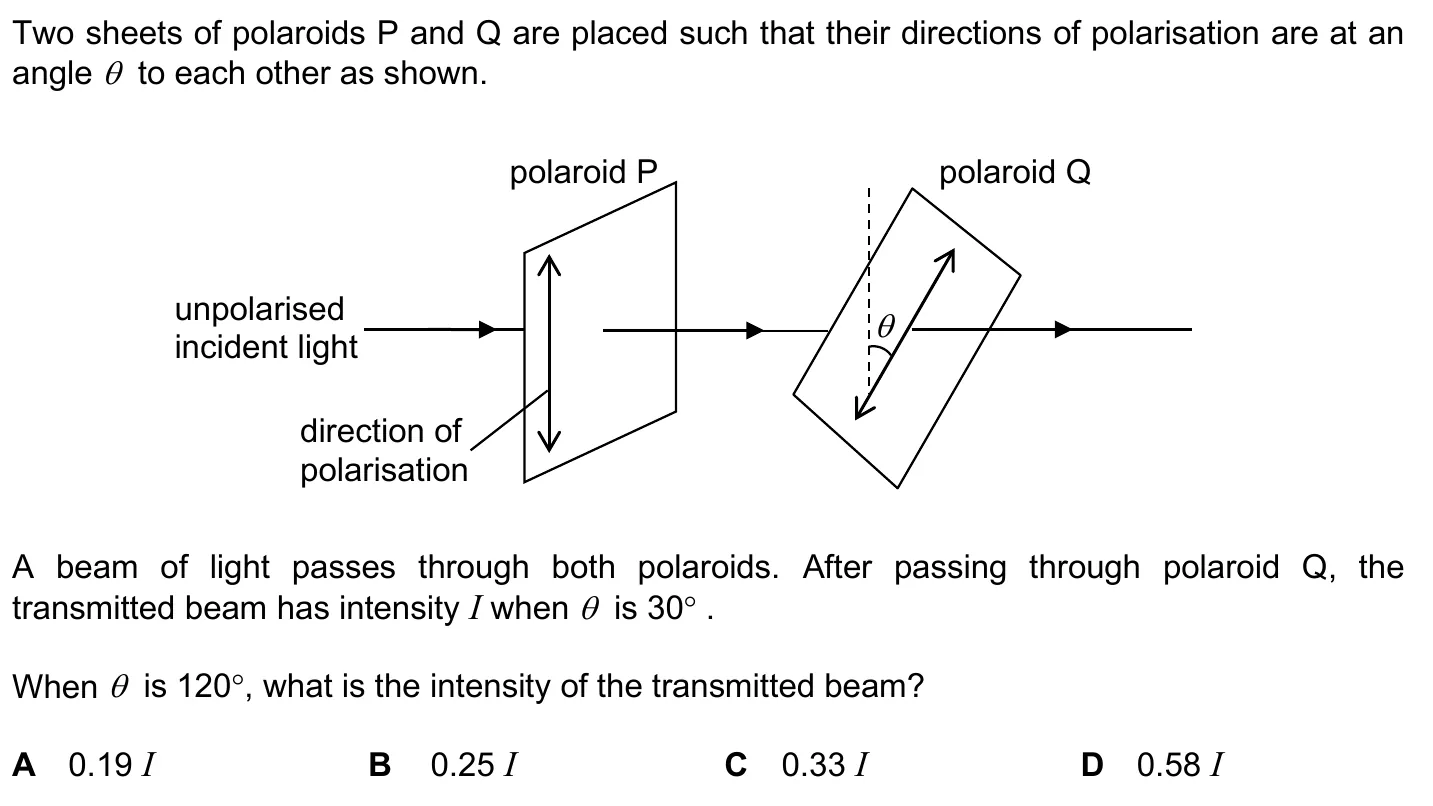 Two sheets of polaroids P and Q are placed such that their directions of polarisation are at an
angle θ to each other as shown.
polaroid P
polaroid Q
unpolarised
incident light
θ
direction of
polarisation
A beam of light passes through both polaroids. After passing through polaroid Q, the
transmitted beam has intensity I when θ is 30° .
When θ is 120°, what is the intensity of the transmitted beam?
A 0.19 I B 0.25 I C 0.33 I D 0.58 I